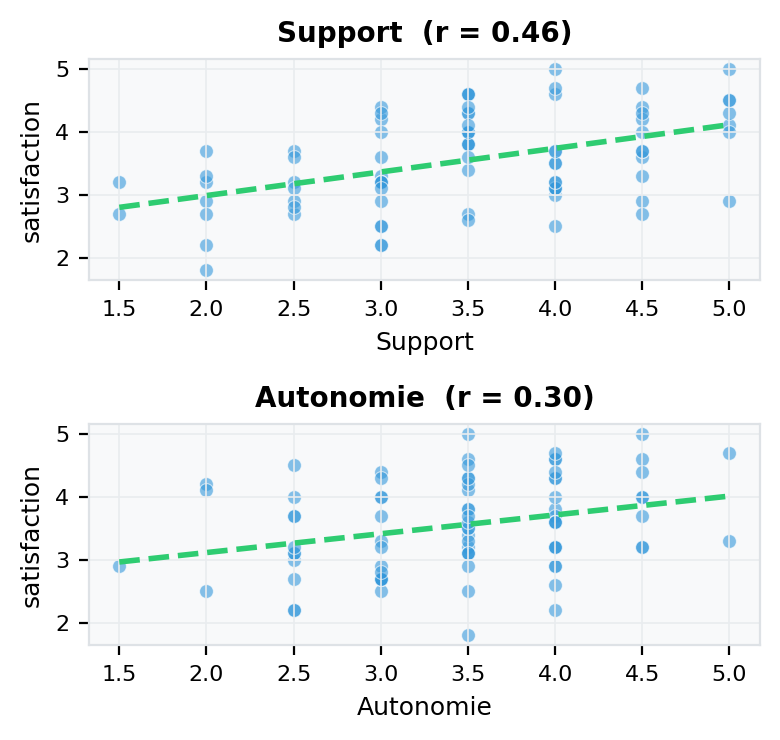 Support (r = 0.46)
5
4
3
2
satisfaction
1.5 2.0 2.5 3.0 3.5 4.0 4.5 5.0
Support
Autonomie (r = 0.30)
5
4
3
2
satisfaction
1.5 2.0 2.5 3.0 3.5 4.0 4.5 5.0
Autonomie